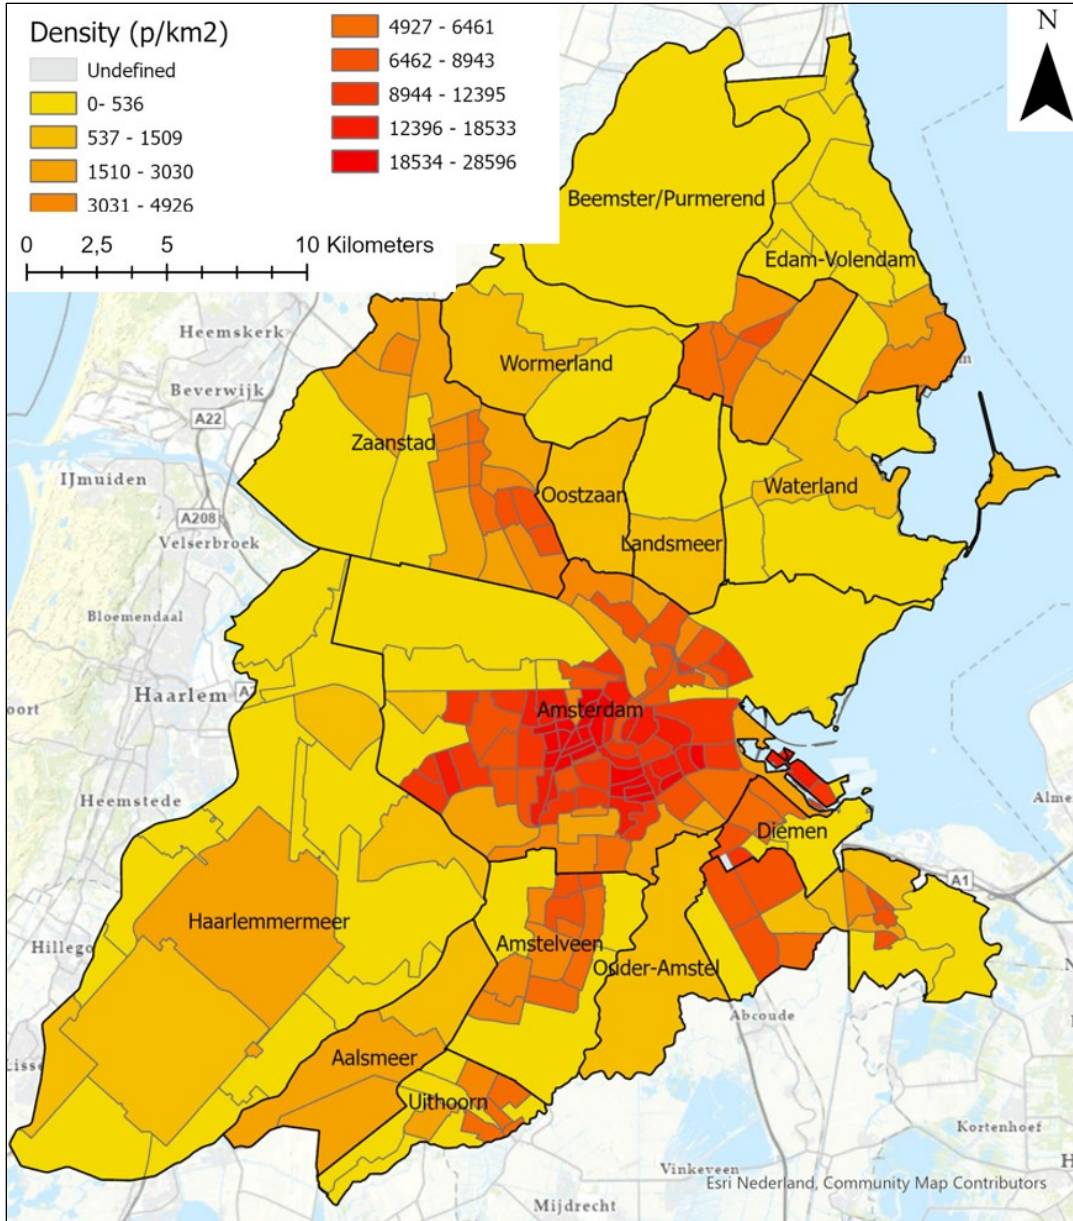 Density (p/km2)
Undefined
0- 536
537 - 1509
1510 - 3030
3031 - 4926
4927 - 6461
6462 - 8943
8944 - 12395
12396 - 18533
18534 - 28596
N
0 2,5 5 10 Kilometers
Beemster/Purmerend
Edam-Volendam
Heemskerk
Wormerland
Beverwijk
A22
Zaanstad
IJmuiden
Oostzaan
Waterland
A208
Velserbroek
Landsmeer
Bloemendaal
Haarlem
Amsterdam
Heemstede
Diemen
A1
Haarlemmermeer
Hillego
Amstelveen
Ouder-Amstel
Abcoude
Aalsmeer
Uithoorn
Kortenhoef
Vinkeveen
Esri Nederland, Community Map Contributors
Mijdrecht